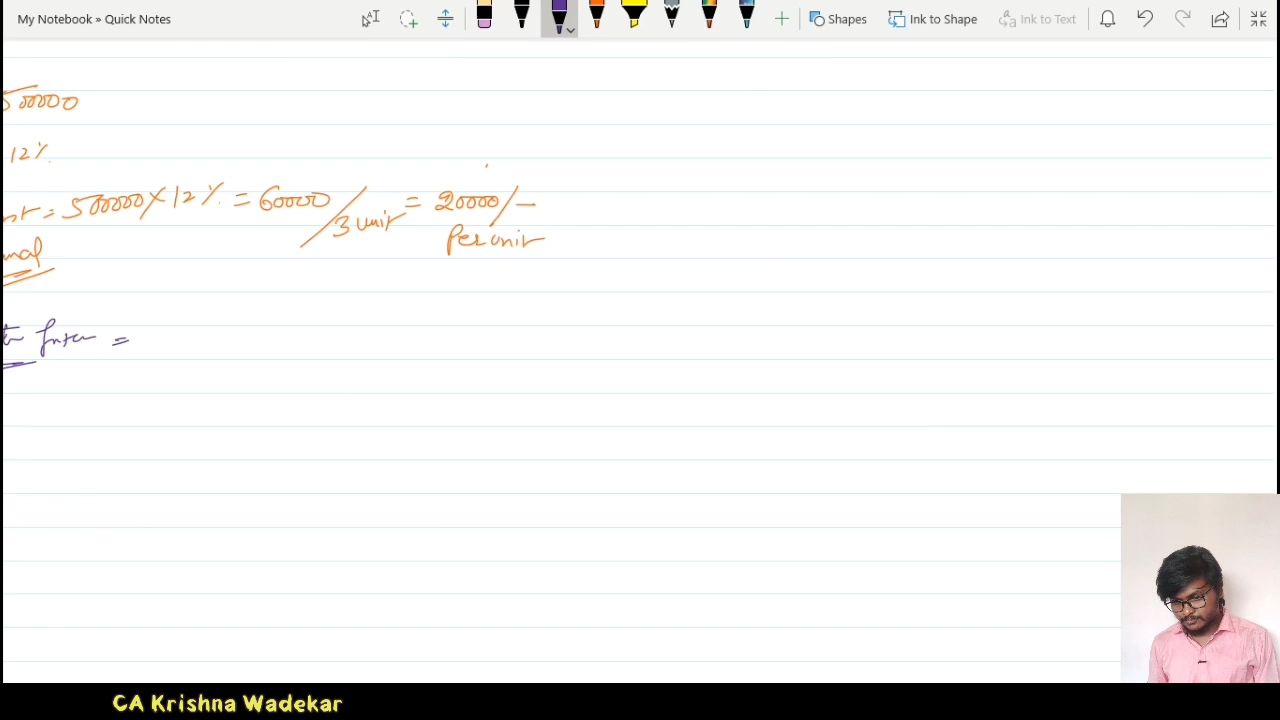 My Notebook » Quick Notes
Shapes
Ink to Shape
Ink to Text
500000
12%
= 500000 × 12% = 60000 / 3 unit = 20000/-
per unit
=
CA Krishna Wadekar